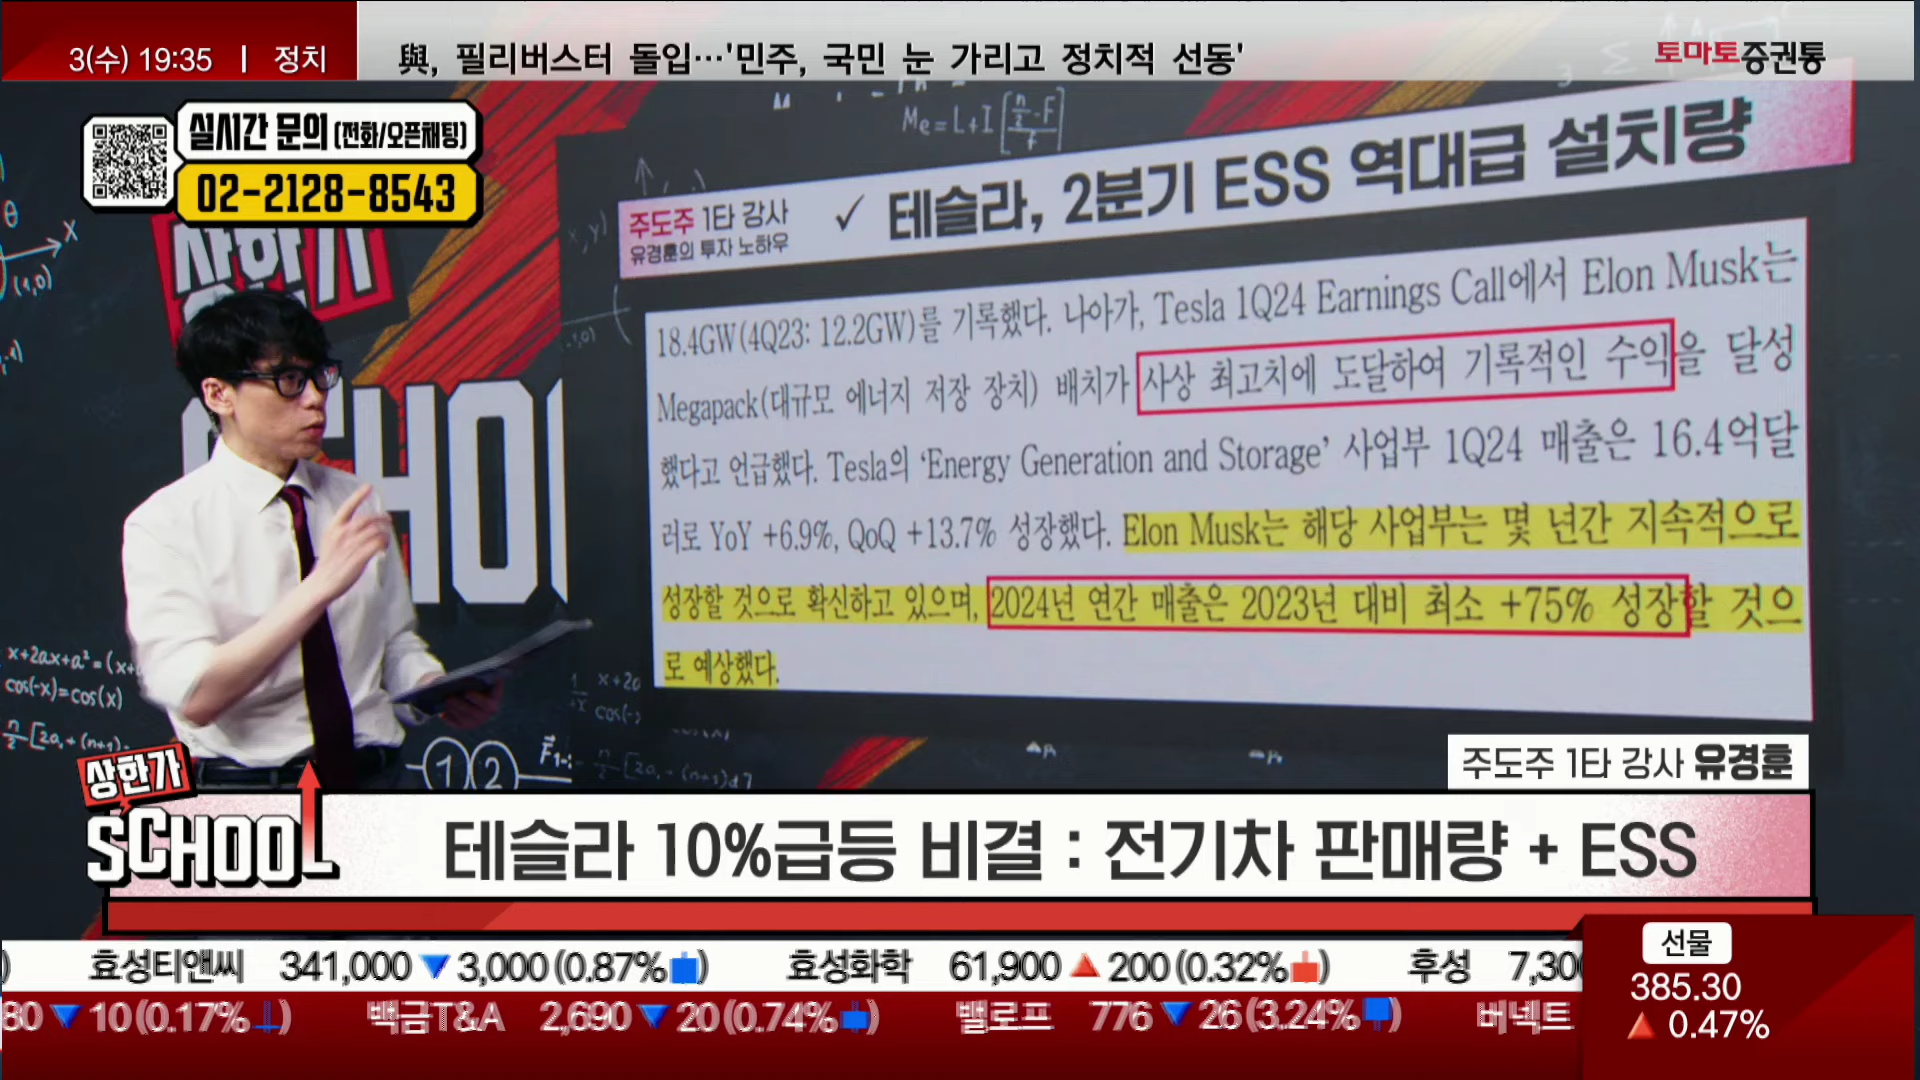 3(수) 19:35 | 정치
與, 필리버스터 돌입…'민주, 국민 눈 가리고 정치적 선동'
토마토증권통
실시간 문의 (전화/오픈채팅)
02-2128-8543
상한가
주도주 1타 강사
유경훈의 투자 노하우
✓ 테슬라, 2분기 ESS 역대급 설치량
18.4GW(4Q23: 12.2GW)를 기록했다. 나아가, Tesla 1Q24 Earnings Call에서 Elon Musk는
Megapack(대규모 에너지 저장 장치) 배치가 사상 최고치에 도달하여 기록적인 수익을 달성
했다고 언급했다. Tesla의 'Energy Generation and Storage' 사업부 1Q24 매출은 16.4억달
러로 YoY +6.9%, QoQ +13.7% 성장했다. Elon Musk는 해당 사업부는 몇 년간 지속적으로
성장할 것으로 확신하고 있으며, 2024년 연간 매출은 2023년 대비 최소 +75% 성장할 것으
로 예상했다.
주도주 1타 강사 유경훈
상한가
SCHOOL
테슬라 10%급등 비결 : 전기차 판매량 + ESS
효성티앤씨 341,000 ▼ 3,000 (0.87%) 효성화학 61,900 ▲ 200 (0.32%) 후성
80 ▼ 10 (0.17%) 백금T&A 2,690 ▼ 20 (0.74%) 밸로프 776 ▼ 26 (3.24%) 버넥트
선물
385.30
▲ 0.47%